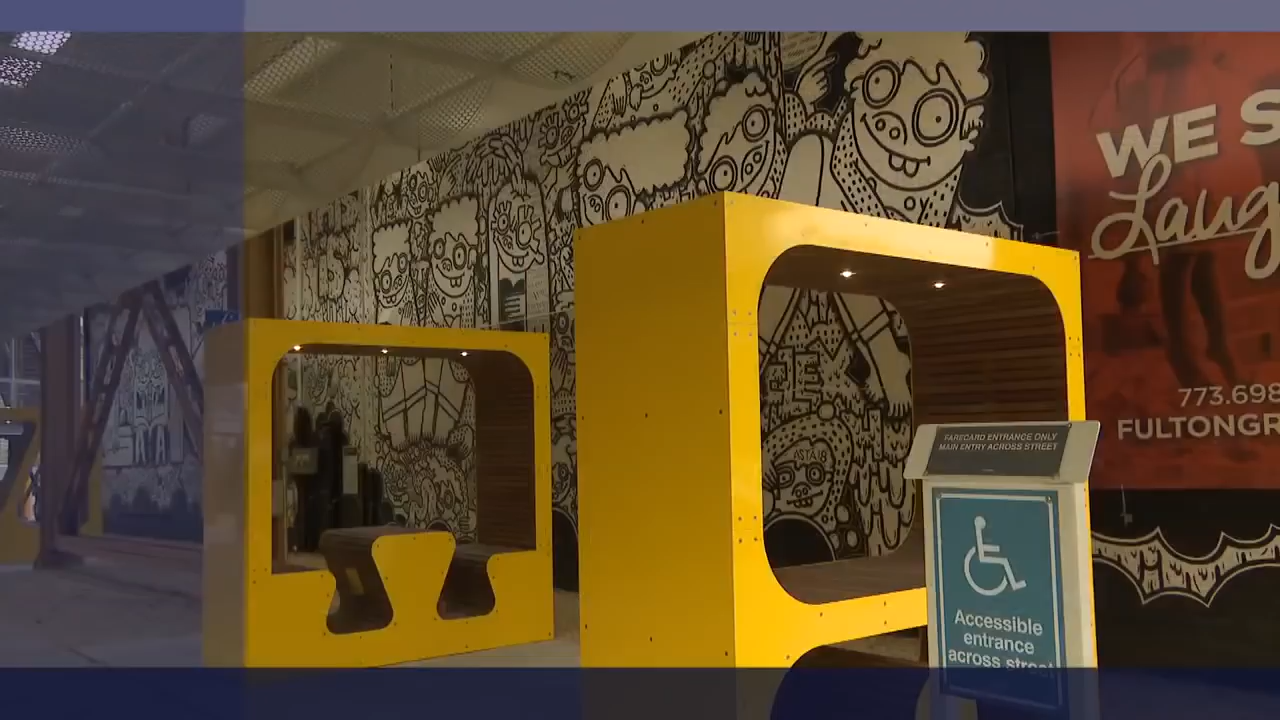 WE S
Laug
773.698
FULTONGR
FARECARD ENTRANCE ONLY
MAIN ENTRY ACROSS STREET
Accessible
entrance
across street